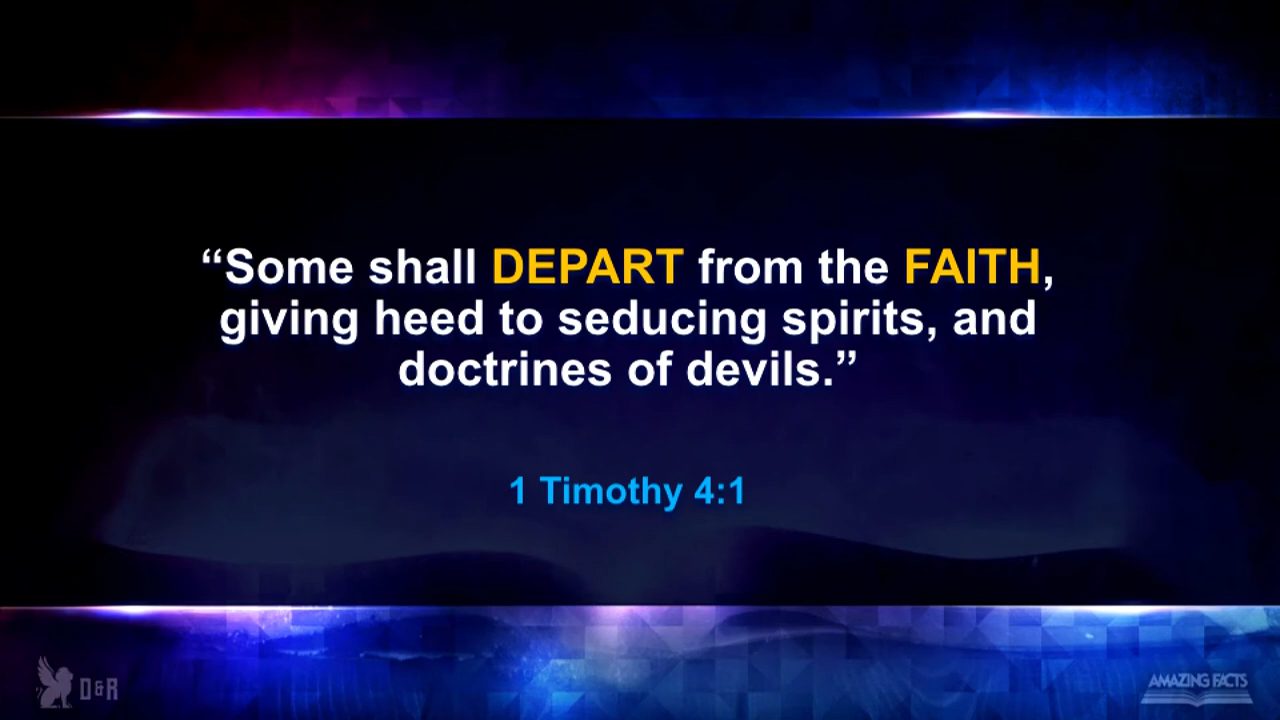 “Some shall DEPART from the FAITH,
giving heed to seducing spirits, and
doctrines of devils.”
1 Timothy 4:1
D&R
AMAZING FACTS